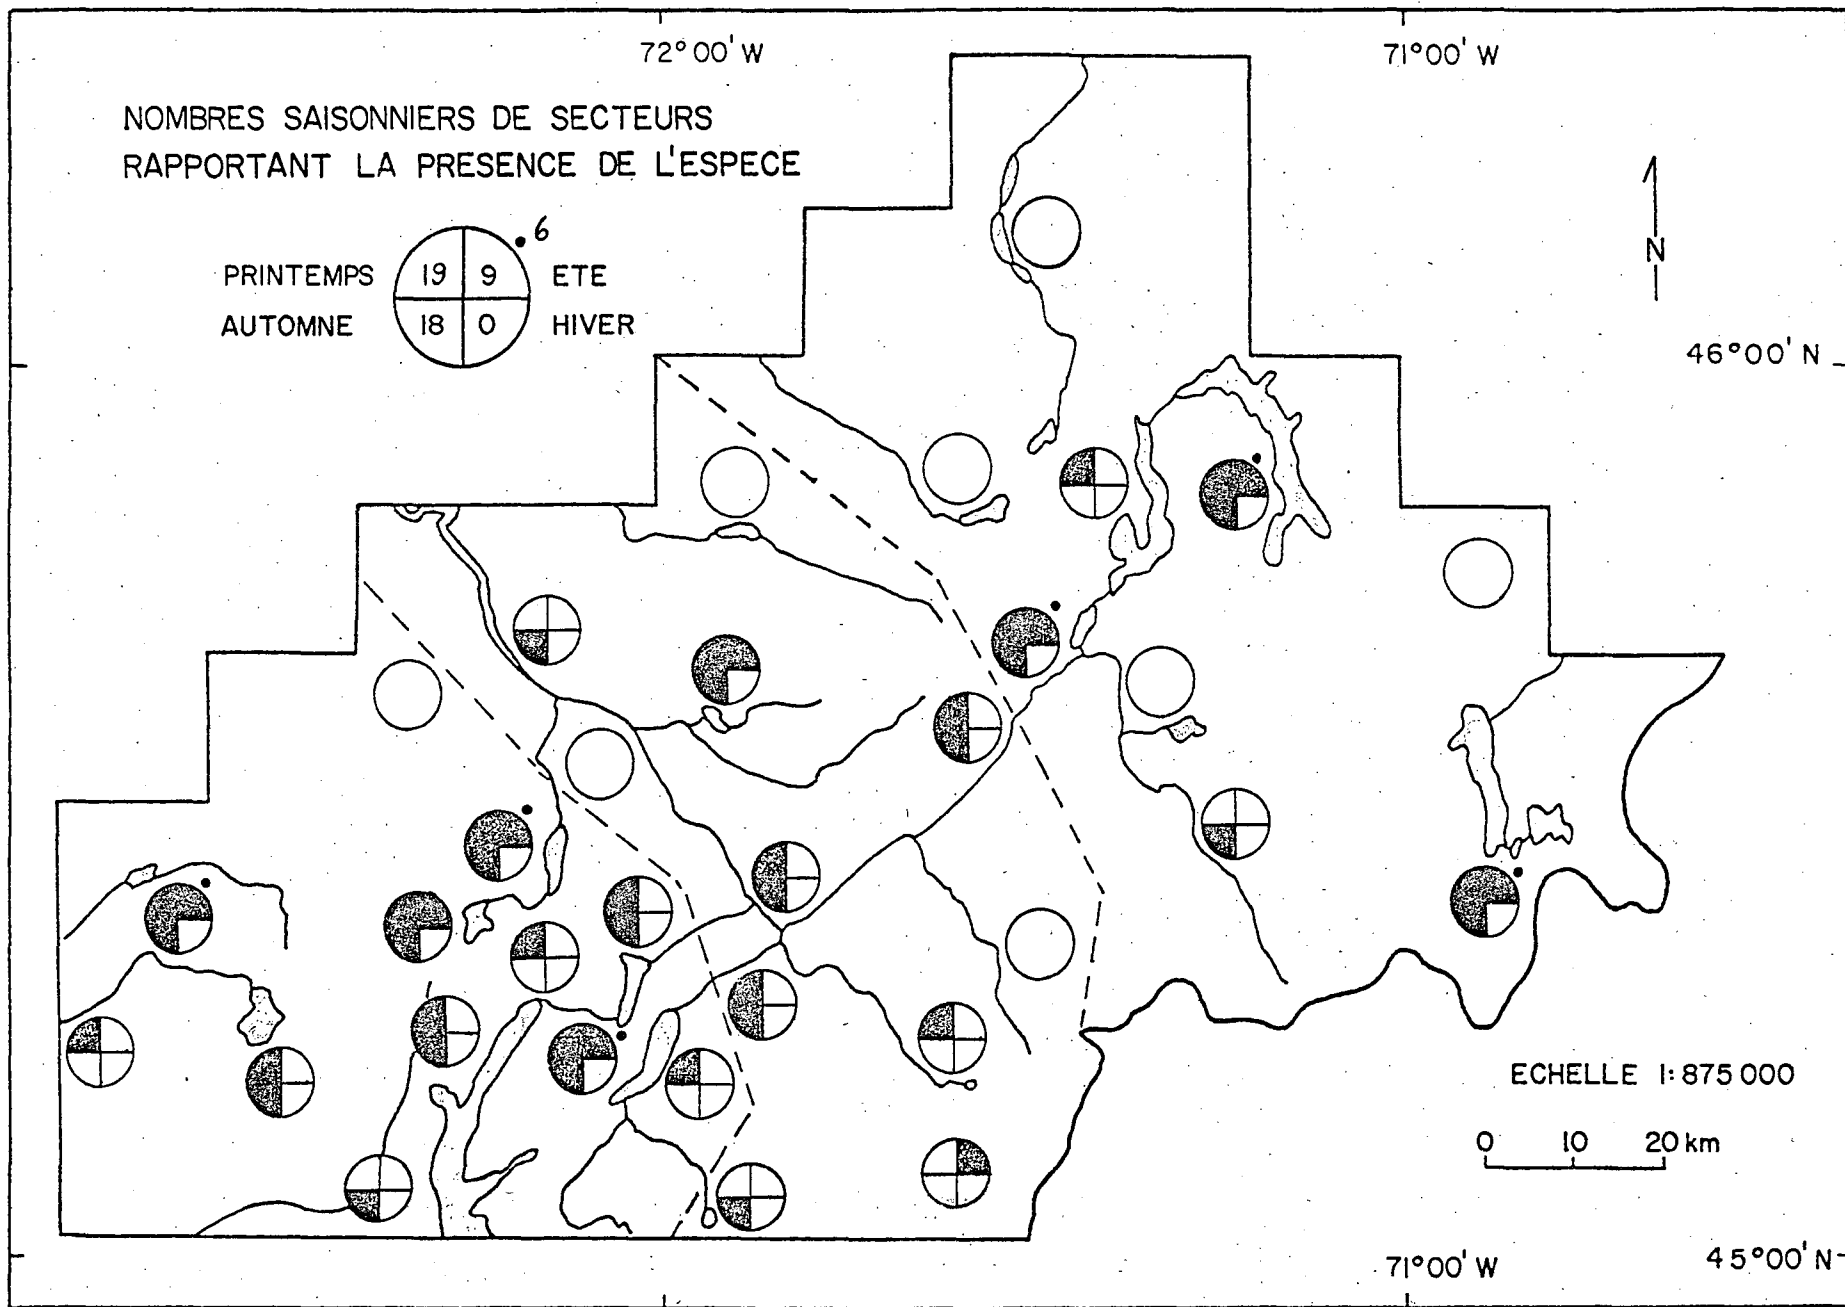 72°00' W
71°00' W
NOMBRES SAISONNIERS DE SECTEURS
RAPPORTANT LA PRESENCE DE L'ESPECE
6
PRINTEMPS 19 9 ETE
AUTOMNE 18 0 HIVER
N
46°00' N
ECHELLE 1:875 000
0 10 20 km
71°00' W
45°00' N